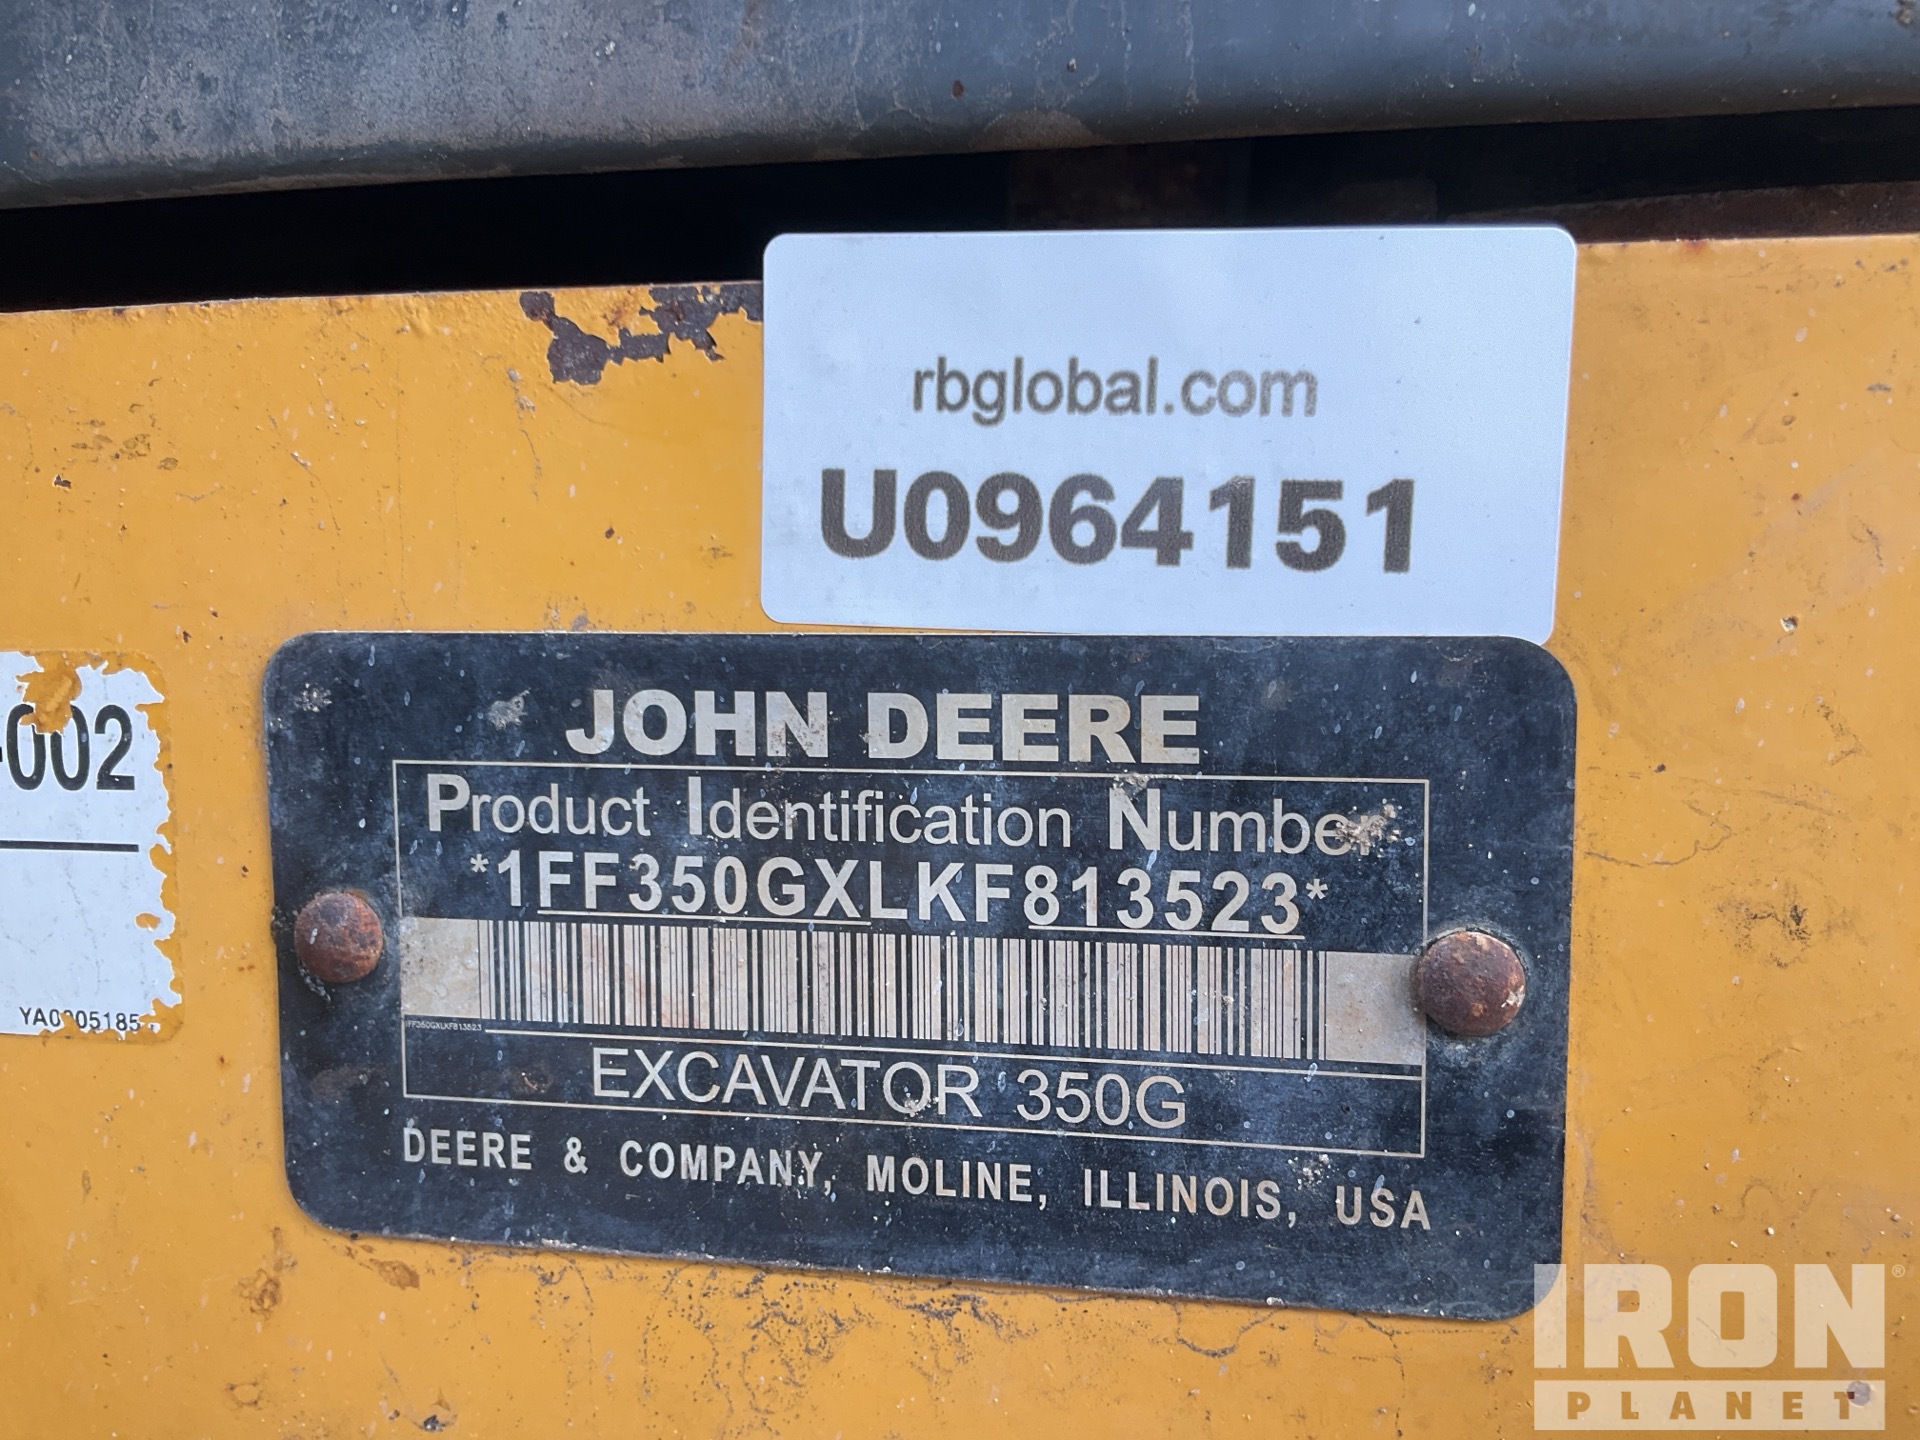 rbglobal.com
U0964151
-002
JOHN DEERE
Product Identification Number
*1FF350GXLKF813523*
1FF350GXLKF813523
EXCAVATOR 350G
DEERE & COMPANY, MOLINE, ILLINOIS, USA
IRON
PLANET
®